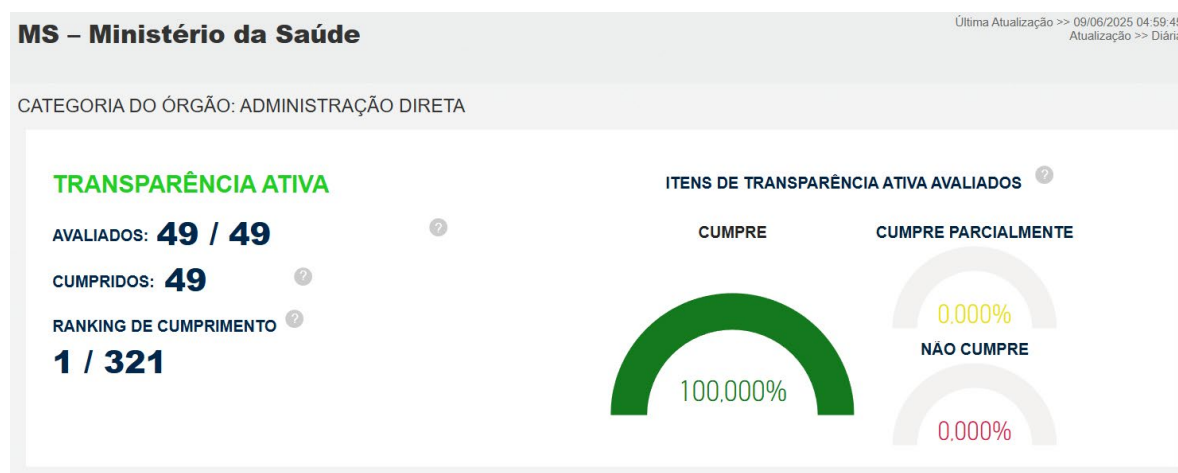 MS – Ministério da Saúde
Última Atualização >> 09/06/2025 04:59:45
Atualização >> Diária
CATEGORIA DO ÓRGÃO: ADMINISTRAÇÃO DIRETA
TRANSPARÊNCIA ATIVA
AVALIADOS: 49 / 49 ?
CUMPRIDOS: 49 ?
RANKING DE CUMPRIMENTO ?
1 / 321
ITENS DE TRANSPARÊNCIA ATIVA AVALIADOS ?
CUMPRE
100,000%
CUMPRE PARCIALMENTE
0,000%
NÃO CUMPRE
0,000%